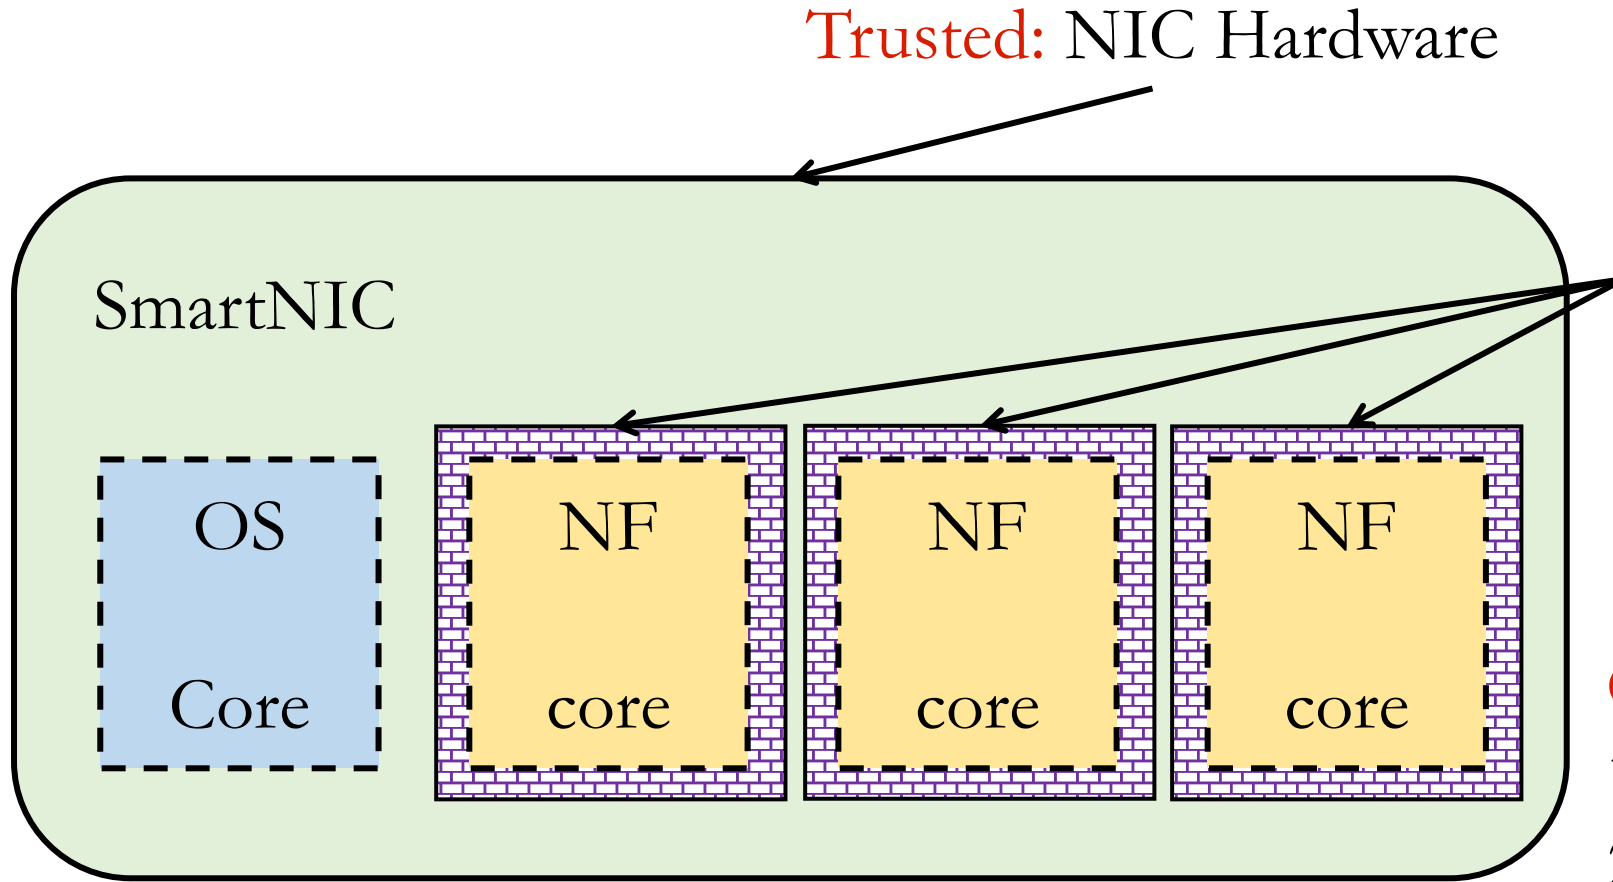 Trusted: NIC Hardware
SmartNIC
OS
Core
NF
core
NF
core
NF
core